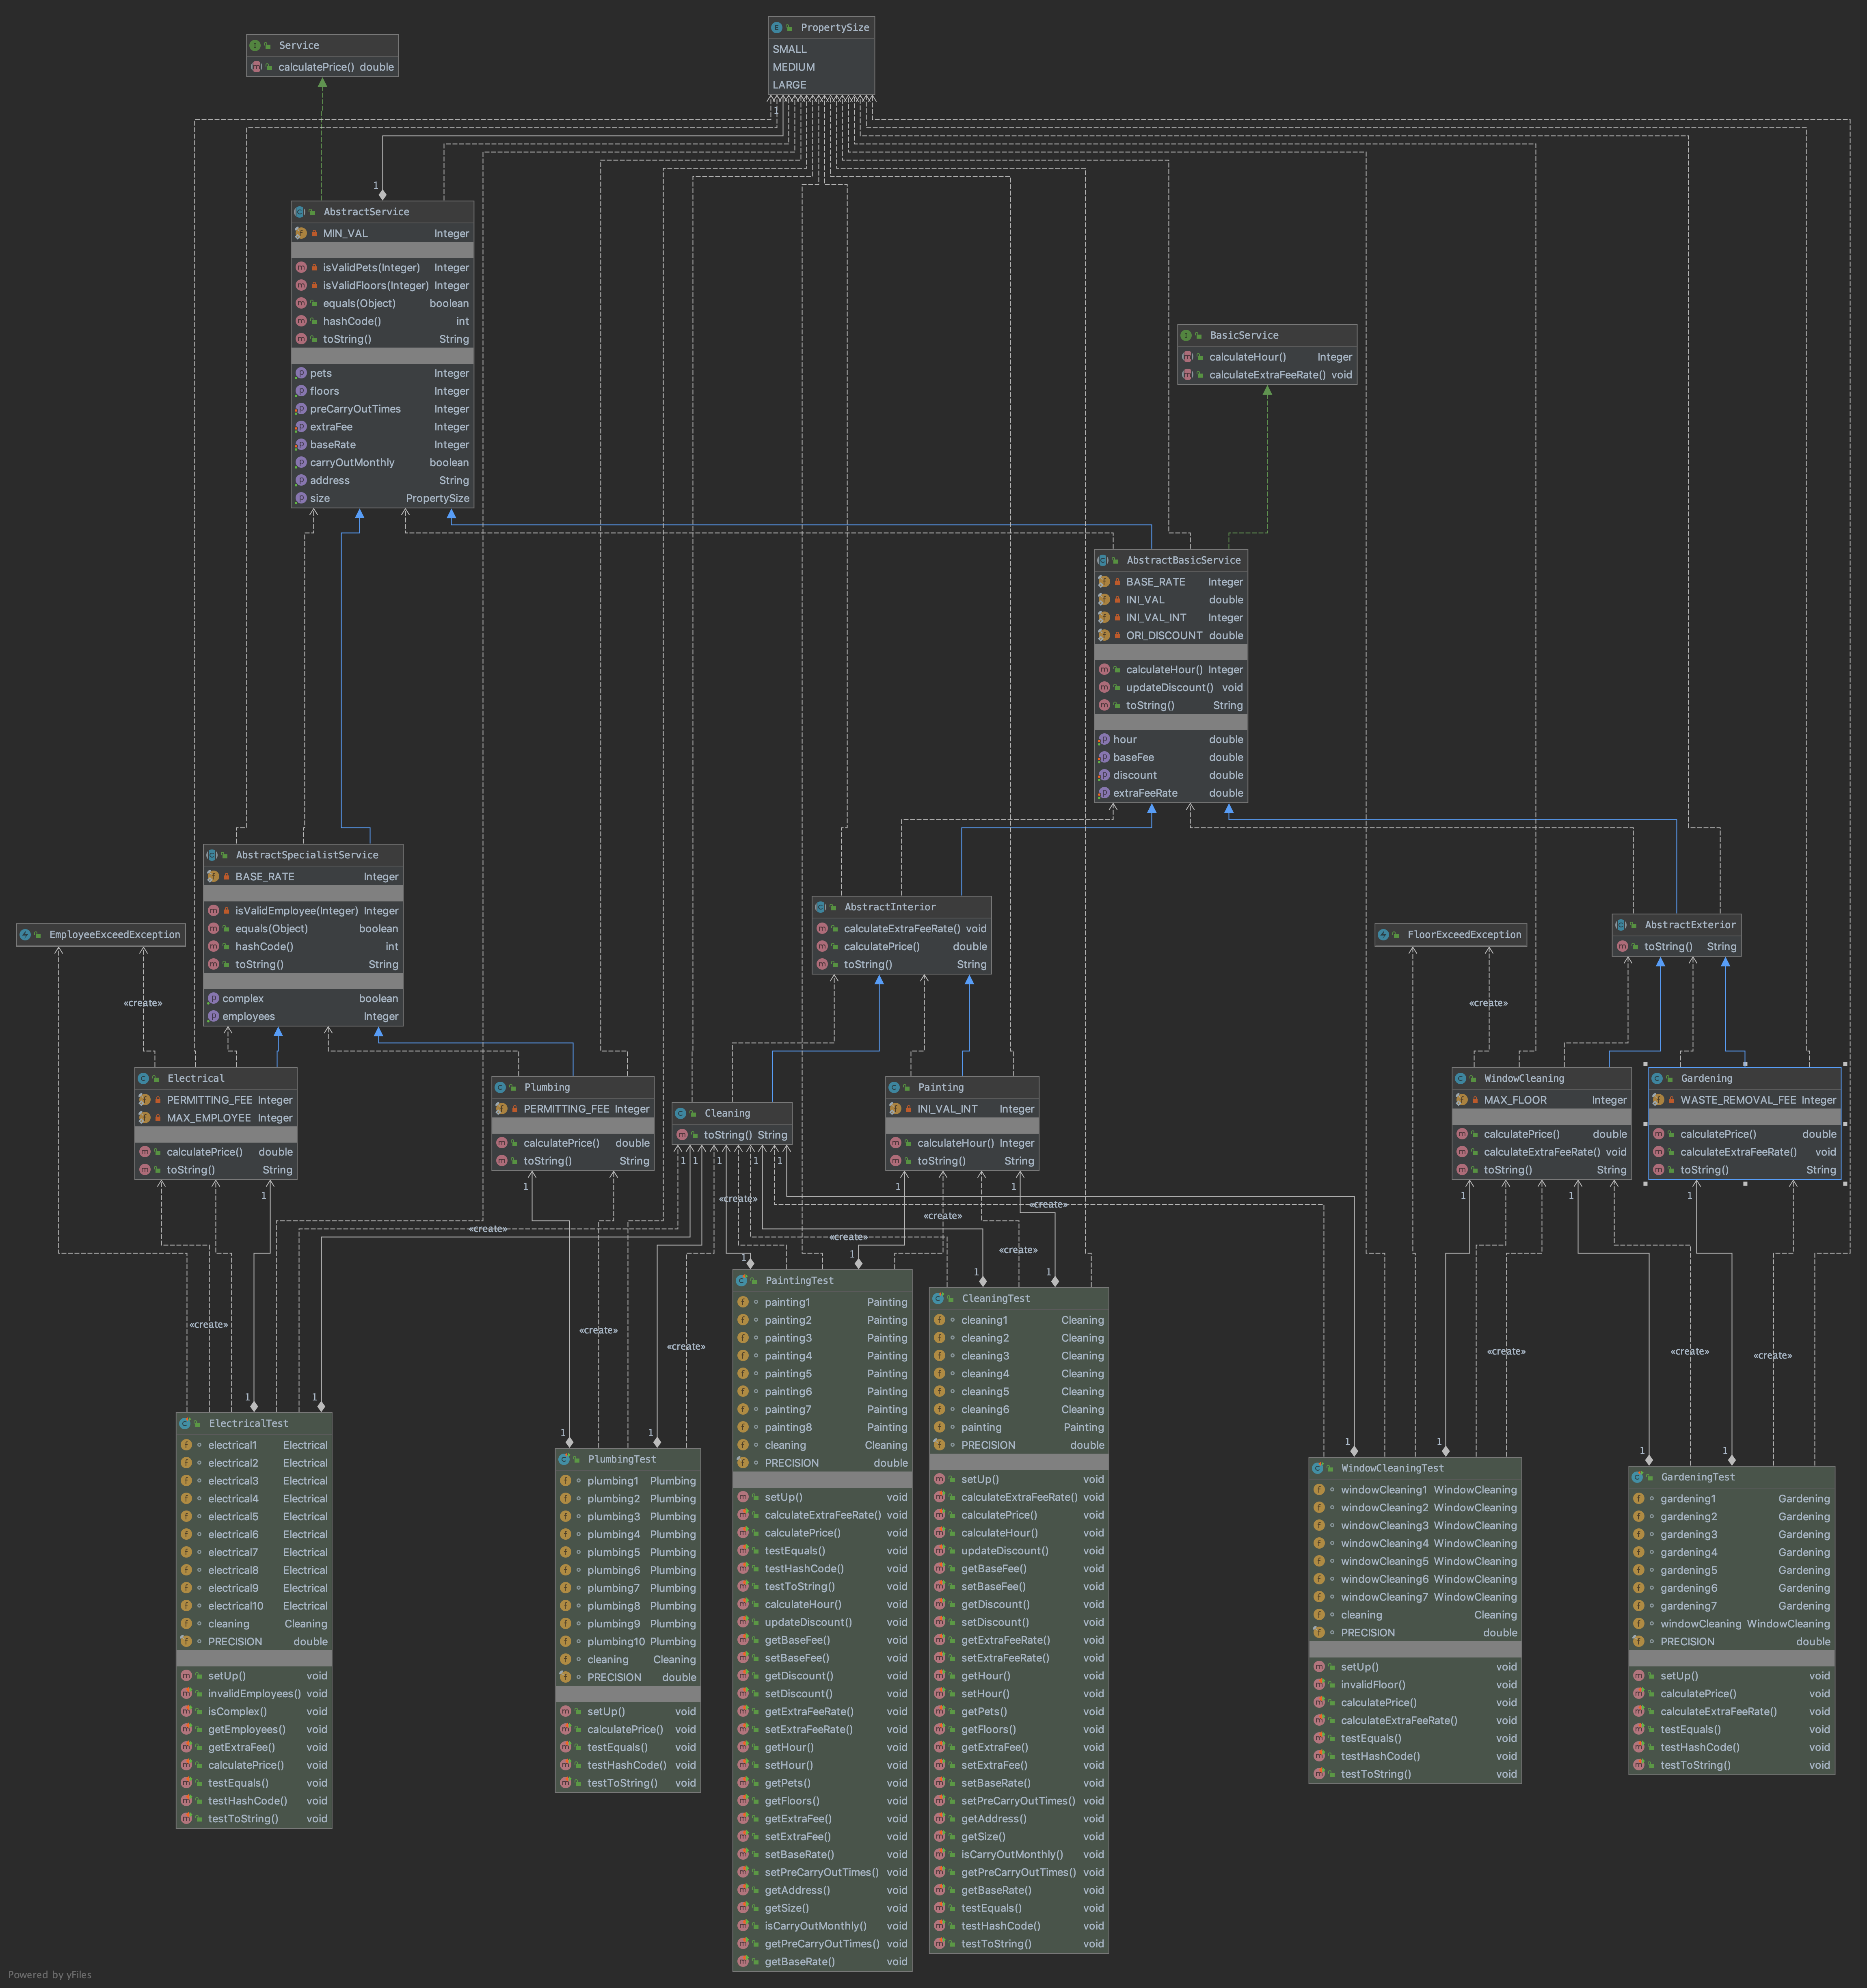 PropertySize
SMALL
MEDIUM
LARGE
1
Service
calculatePrice() double
1
AbstractService
MIN_VAL Integer
isValidPets(Integer) Integer
isValidFloors(Integer) Integer
equals(Object) boolean
hashCode() int
toString() String
pets Integer
floors Integer
preCarryOutTimes Integer
extraFee Integer
baseRate Integer
carryOutMonthly boolean
address String
size PropertySize
BasicService
calculateHour() Integer
calculateExtraFeeRate() void
AbstractBasicService
BASE_RATE Integer
INI_VAL double
INI_VAL_INT Integer
ORI_DISCOUNT double
calculateHour() Integer
updateDiscount() void
toString() String
hour double
baseFee double
discount double
extraFeeRate double
AbstractSpecialistService
BASE_RATE Integer
isValidEmployee(Integer) Integer
equals(Object) boolean
hashCode() int
toString() String
complex boolean
employees Integer
EmployeeExceedException
«create»
AbstractInterior
calculateExtraFeeRate() void
calculatePrice() double
toString() String
FloorExceedException
«create»
AbstractExterior
toString() String
Electrical
PERMITTING_FEE Integer
MAX_EMPLOYEE Integer
calculatePrice() double
toString() String
Plumbing
PERMITTING_FEE Integer
calculatePrice() double
toString() String
Cleaning
toString() String
Painting
INI_VAL_INT Integer
calculateHour() Integer
toString() String
WindowCleaning
MAX_FLOOR Integer
calculatePrice() double
calculateExtraFeeRate() void
toString() String
Gardening
WASTE_REMOVAL_FEE Integer
calculatePrice() double
calculateExtraFeeRate() void
toString() String
1
1
1
1
1
1
1
1
1
1
1
1
1
«create»
«create»
«create»
«create»
«create»
«create»
«create»
«create»
«create»
«create»
«create»
«create»
1
1
1
1
1
1
1
1
1
1
1
1
PaintingTest
painting1 Painting
painting2 Painting
painting3 Painting
painting4 Painting
painting5 Painting
painting6 Painting
painting7 Painting
painting8 Painting
cleaning Cleaning
PRECISION double
setUp() void
calculateExtraFeeRate() void
calculatePrice() void
testEquals() void
testHashCode() void
testToString() void
calculateHour() void
updateDiscount() void
getBaseFee() void
setBaseFee() void
getDiscount() void
setDiscount() void
getExtraFeeRate() void
setExtraFeeRate() void
getHour() void
setHour() void
getPets() void
getFloors() void
getExtraFee() void
setExtraFee() void
setBaseRate() void
setPreCarryOutTimes() void
getAddress() void
getSize() void
isCarryOutMonthly() void
getPreCarryOutTimes() void
getBaseRate() void
CleaningTest
cleaning1 Cleaning
cleaning2 Cleaning
cleaning3 Cleaning
cleaning4 Cleaning
cleaning5 Cleaning
cleaning6 Cleaning
painting Painting
PRECISION double
setUp() void
calculateExtraFeeRate() void
calculatePrice() void
calculateHour() void
updateDiscount() void
getBaseFee() void
setBaseFee() void
getDiscount() void
setDiscount() void
getExtraFeeRate() void
setExtraFeeRate() void
getHour() void
setHour() void
getPets() void
getFloors() void
getExtraFee() void
setExtraFee() void
setBaseRate() void
setPreCarryOutTimes() void
getAddress() void
getSize() void
isCarryOutMonthly() void
getPreCarryOutTimes() void
getBaseRate() void
testEquals() void
testHashCode() void
testToString() void
ElectricalTest
electrical1 Electrical
electrical2 Electrical
electrical3 Electrical
electrical4 Electrical
electrical5 Electrical
electrical6 Electrical
electrical7 Electrical
electrical8 Electrical
electrical9 Electrical
electrical10 Electrical
cleaning Cleaning
PRECISION double
setUp() void
invalidEmployees() void
isComplex() void
getEmployees() void
getExtraFee() void
calculatePrice() void
testEquals() void
testHashCode() void
testToString() void
PlumbingTest
plumbing1 Plumbing
plumbing2 Plumbing
plumbing3 Plumbing
plumbing4 Plumbing
plumbing5 Plumbing
plumbing6 Plumbing
plumbing7 Plumbing
plumbing8 Plumbing
plumbing9 Plumbing
plumbing10 Plumbing
cleaning Cleaning
PRECISION double
setUp() void
calculatePrice() void
testEquals() void
testHashCode() void
testToString() void
WindowCleaningTest
windowCleaning1 WindowCleaning
windowCleaning2 WindowCleaning
windowCleaning3 WindowCleaning
windowCleaning4 WindowCleaning
windowCleaning5 WindowCleaning
windowCleaning6 WindowCleaning
windowCleaning7 WindowCleaning
cleaning Cleaning
PRECISION double
setUp() void
invalidFloor() void
calculatePrice() void
calculateExtraFeeRate() void
testEquals() void
testHashCode() void
testToString() void
GardeningTest
gardening1 Gardening
gardening2 Gardening
gardening3 Gardening
gardening4 Gardening
gardening5 Gardening
gardening6 Gardening
gardening7 Gardening
windowCleaning WindowCleaning
PRECISION double
setUp() void
calculatePrice() void
calculateExtraFeeRate() void
testEquals() void
testHashCode() void
testToString() void
Powered by yFiles